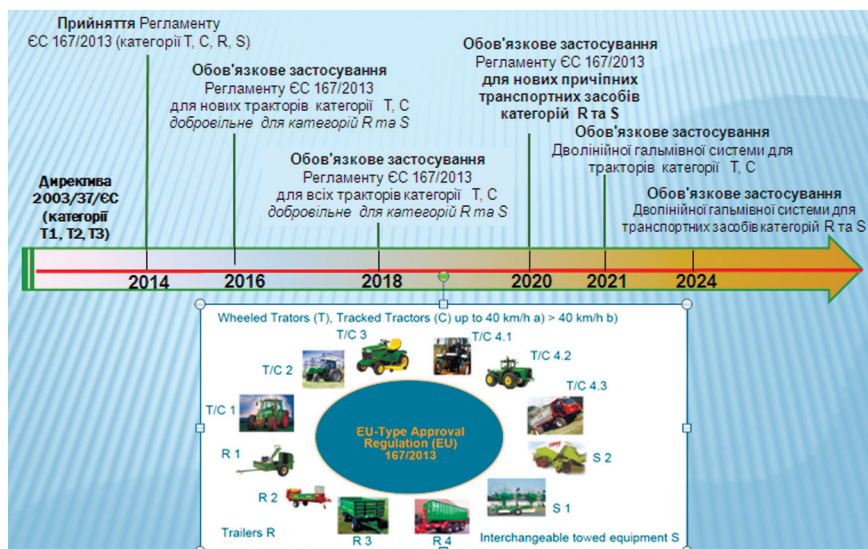 Прийняття Регламенту
ЄС 167/2013 (категорії T, C, R, S)
Обов'язкове застосування
Регламенту ЄС 167/2013
для нових тракторів категорії T, C
добровільне для категорій R та S
Обов'язкове застосування
Регламенту ЄС 167/2013
для всіх тракторів категорії T, C
добровільне для категорій R та S
Обов'язкове застосування
Регламенту ЄС 167/2013
для нових причіпних
транспортних засобів
категорій R та S
Обов'язкове застосування
Дволінійної гальмівної системи для
тракторів категорії T, C
Обов'язкове застосування
Дволінійної гальмівної системи для
транспортних засобів категорій R та S
Директива
2003/37/ЄС
(категорії
T1, T2, T3)
2014
2016
2018
2020
2021
2024
Wheeled Trators (T), Tracked Tractors (C) up to 40 km/h a) > 40 km/h b)
T/C 3
T/C 4.1
T/C 2
T/C 4.2
T/C 4.3
T/C 1
EU-Type Approval
Regulation (EU)
167/2013
R 1
S 2
R 2
S 1
Trailers R
R 3
R 4
Interchangeable towed equipment S